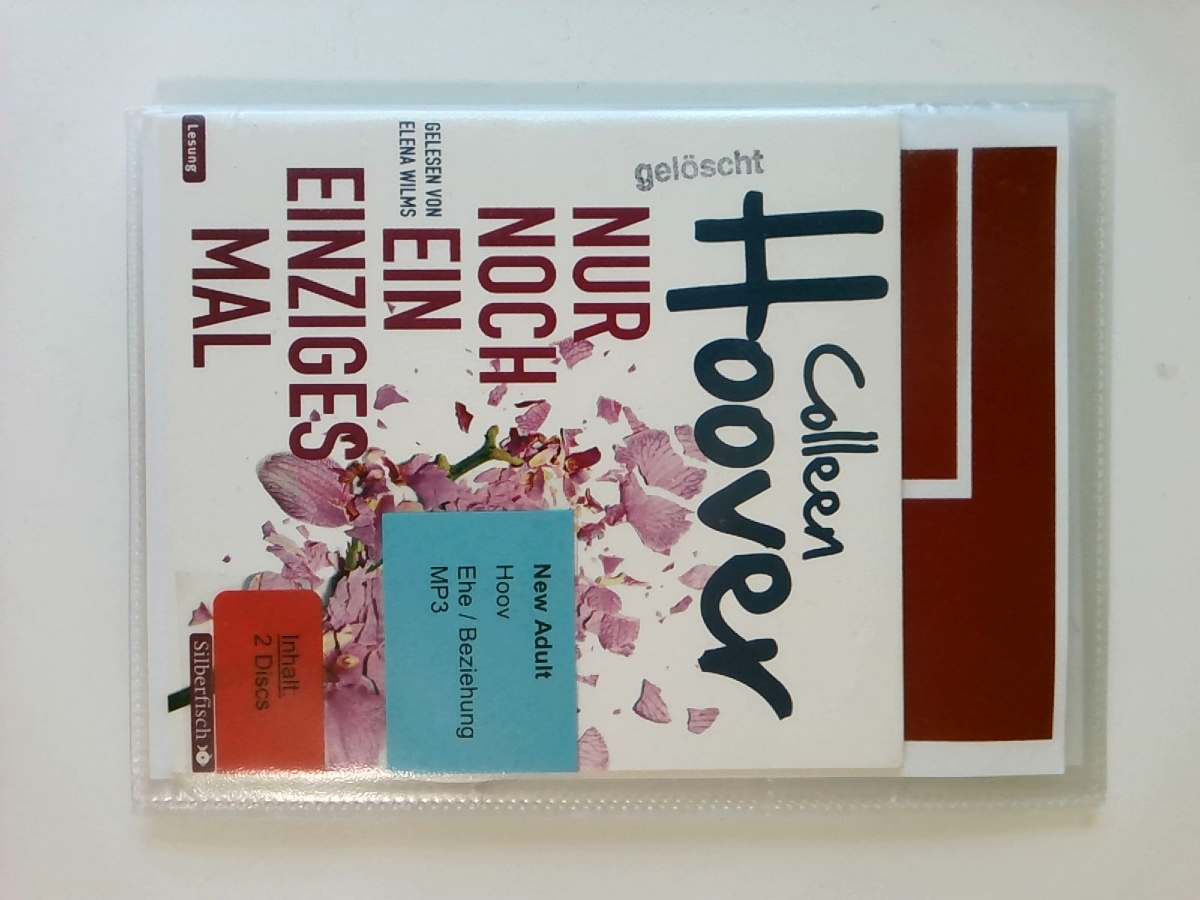 gelöscht
Colleen
Hoover
NUR
NOCH
EIN
EINZIGES
MAL
GELESEN VON
ELENA WILMS
Lesung
New Adult
Hoov
Ehe / Beziehung
MP3
Inhalt:
2 Discs
Silberfisch